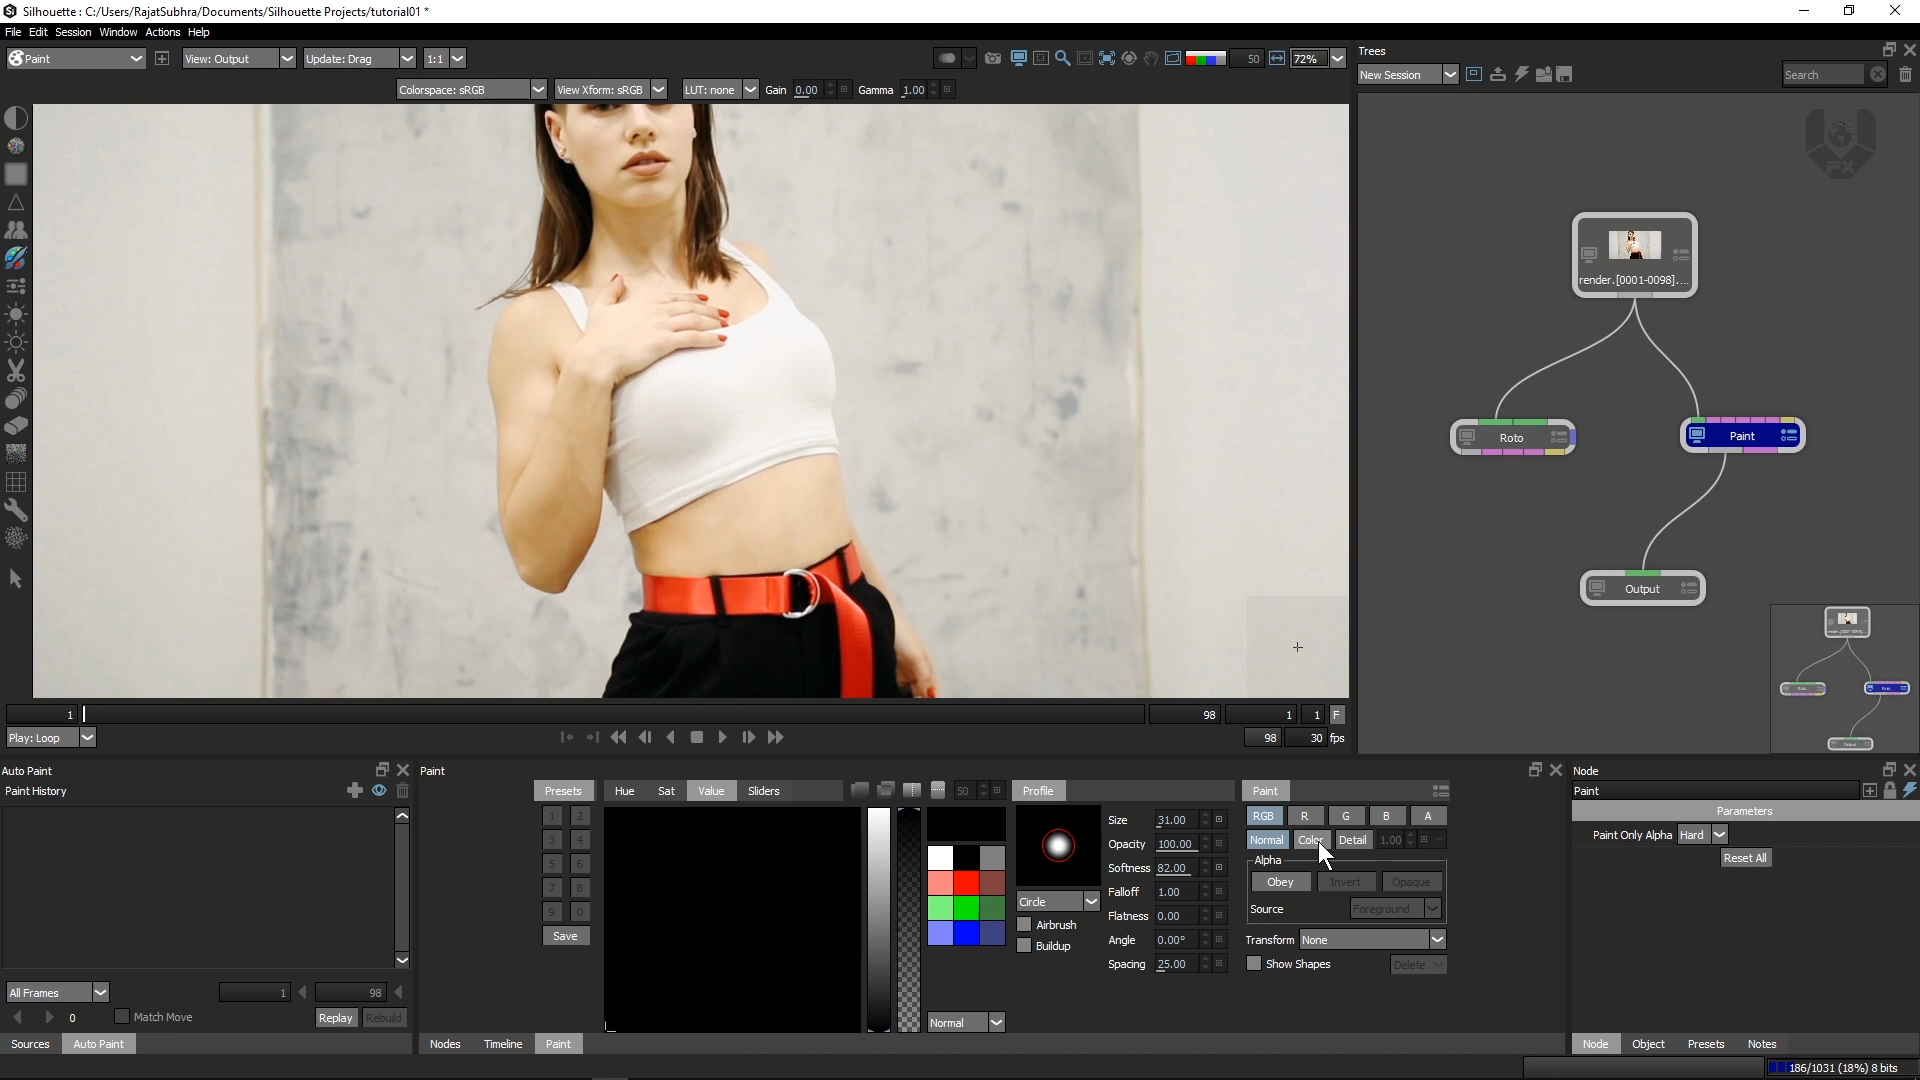 Silhouette : C:/Users/RajatSubhra/Documents/Silhouette Projects/tutorial01 *
File Edit Session Window Actions Help
Paint View: Output Update: Drag 1:1 50 72%
Colorspace: sRGB View Xform: sRGB LUT: none Gain 0.00 Gamma 1.00
Trees
New Session Search
FX
render.[0001-0098]....
Roto
Paint
Output
1 98 1 1 F
Play: Loop 98 30 fps
Auto Paint
Paint History
All Frames 1 98
0 Match Move Replay Rebuild
Sources Auto Paint
Paint
Presets Hue Sat Value Sliders 50 Profile Paint
1 2
3 4
5 6
7 8
9 0
Save
Normal
Circle
Airbrush
Buildup
Size 31.00
Opacity 100.00
Softness 82.00
Falloff 1.00
Flatness 0.00
Angle 0.00°
Spacing 25.00
RGB R G B A
Normal Color Detail 1.00
Alpha
Obey Invert Opaque
Source Foreground
Transform None
Show Shapes Delete
Nodes Timeline Paint
Node
Paint
Parameters
Paint Only Alpha Hard
Reset All
Node Object Presets Notes
186/1031 (18%) 8 bits